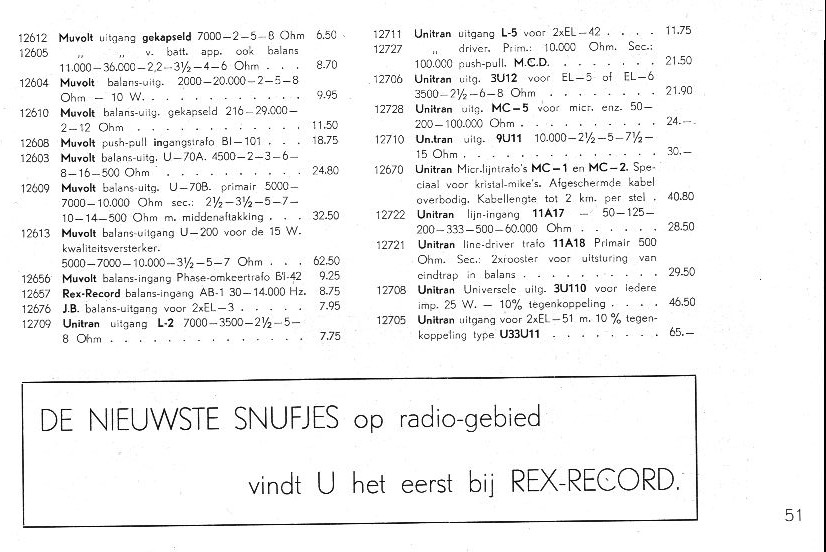 12612 Muvolt uitgang gekapseld 7000—2—5—8 Ohm 6.50
12605 „ „ v. batt. app. ook balans
11.000—36.000—2,2—3½—4—6 Ohm . . . 8.70
12604 Muvolt balans-uitg. 2000—20.000—2—5—8
Ohm — 10 W. . . . . . . . . . . . 9.95
12610 Muvolt balans-uitg. gekapseld 216—29.000—
2—12 Ohm . . . . . . . . . . . 11.50
12608 Muvolt push-pull ingangstrafo BI—101 . . . 18.75
12603 Muvolt balans-uitg. U—70A. 4500—2—3—6—
8—16—500 Ohm . . . . . . . . . 24.80
12609 Muvolt balans-uitg. U—70B. primair 5000—
7000—10.000 Ohm sec.: 2½—3½—5—7—
10—14—500 Ohm m. middenaftakking . . . 32.50
12613 Muvolt balans-uitgang U—200 voor de 15 W.
kwaliteitsversterker.
5000—7000—10.000—3½—5—7 Ohm . . . 62.50
12656 Muvolt balans-ingang Phase-omkeertrafo BI-42 9.25
12657 Rex-Record balans-ingang AB-1 30—14.000 Hz. 8.75
12676 J.B. balans-uitgang voor 2xEL—3 . . . . . 7.95
12709 Unitran uitgang L-2 7000—3500—2½—5—
8 Ohm . . . . . . . . . . . . . 7.75
12711 Unitran uitgang L-5 voor 2xEL—42 . . . . 11.75
12727 „ driver. Prim.: 10.000 Ohm. Sec.:
100.000 push-pull. M.C.D. . . . . . . . 21.50
12706 Unitran uitg. 3U12 voor EL—5 of EL—6
3500—2½—6—8 Ohm . . . . . . . . 21.90
12728 Unitran uitg. MC—5 voor micr. enz. 50—
200—100.000 Ohm . . . . . . . . . 24.—
12710 Un.tran uitg. 9U11 10.000—2½—5—7½—
15 Ohm . . . . . . . . . . . . . 30.—
12670 Unitran Micr.lijntrafo's MC—1 en MC—2. Spe-
ciaal voor kristal-mike's. Afgeschermde kabel
overbodig. Kabellengte tot 2 km. per stel . 40.80
12722 Unitran lijn-ingang 11A17 — 50—125—
200—333—500—60.000 Ohm . . . . . . 28.50
12721 Unitran line-driver trafo 11A18 Primair 500
Ohm. Sec.: 2xrooster voor uitsturing van
eindtrap in balans . . . . . . . . . 29.50
12708 Unitran Universele uitg. 3U110 voor iedere
imp. 25 W. — 10% tegenkoppeling . . . . 46.50
12705 Unitran uitgang voor 2xEL—51 m. 10 % tegen-
koppeling type U33U11 . . . . . . . 65.—
DE NIEUWSTE SNUFJES op radio-gebied
vindt U het eerst bij REX-RECORD.
51